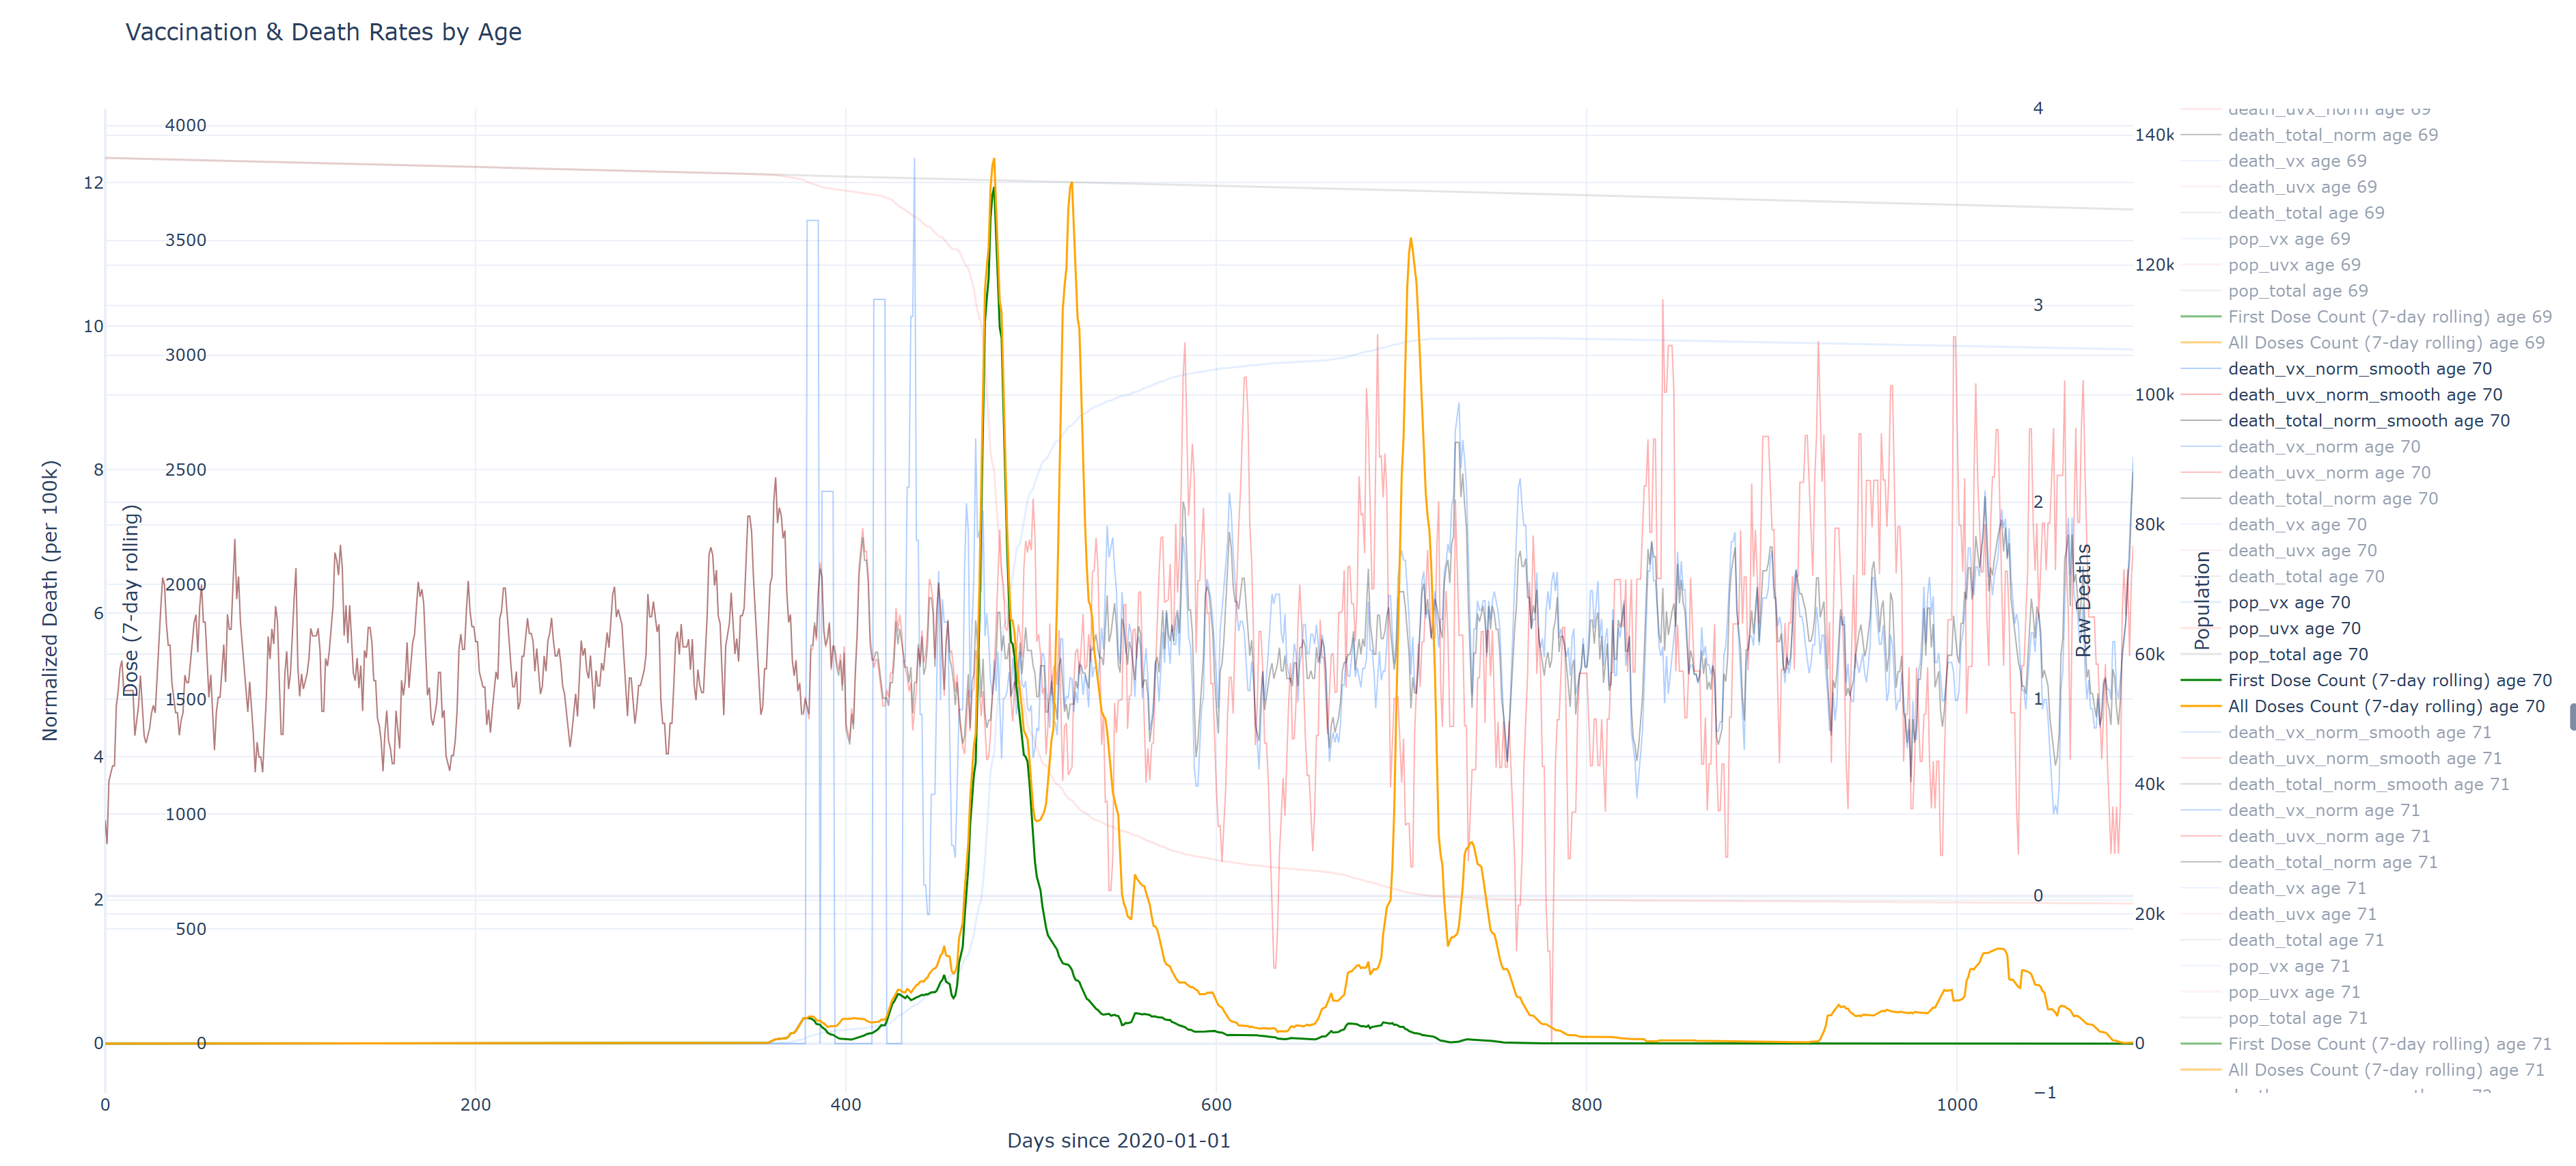 Vaccination & Death Rates by Age
Normalized Death (per 100k)
12
10
8
6
4
2
0
Dose (7-day rolling)
4000
3500
3000
2500
2000
1500
1000
500
0
0
200
400
600
800
1000
Days since 2020-01-01
Raw Deaths
4
3
2
1
0
−1
Population
140k
120k
100k
80k
60k
40k
20k
0
death_uvx_norm age 69
death_total_norm age 69
death_vx age 69
death_uvx age 69
death_total age 69
pop_vx age 69
pop_uvx age 69
pop_total age 69
First Dose Count (7-day rolling) age 69
All Doses Count (7-day rolling) age 69
death_vx_norm_smooth age 70
death_uvx_norm_smooth age 70
death_total_norm_smooth age 70
death_vx_norm age 70
death_uvx_norm age 70
death_total_norm age 70
death_vx age 70
death_uvx age 70
death_total age 70
pop_vx age 70
pop_uvx age 70
pop_total age 70
First Dose Count (7-day rolling) age 70
All Doses Count (7-day rolling) age 70
death_vx_norm_smooth age 71
death_uvx_norm_smooth age 71
death_total_norm_smooth age 71
death_vx_norm age 71
death_uvx_norm age 71
death_total_norm age 71
death_vx age 71
death_uvx age 71
death_total age 71
pop_vx age 71
pop_uvx age 71
pop_total age 71
First Dose Count (7-day rolling) age 71
All Doses Count (7-day rolling) age 71